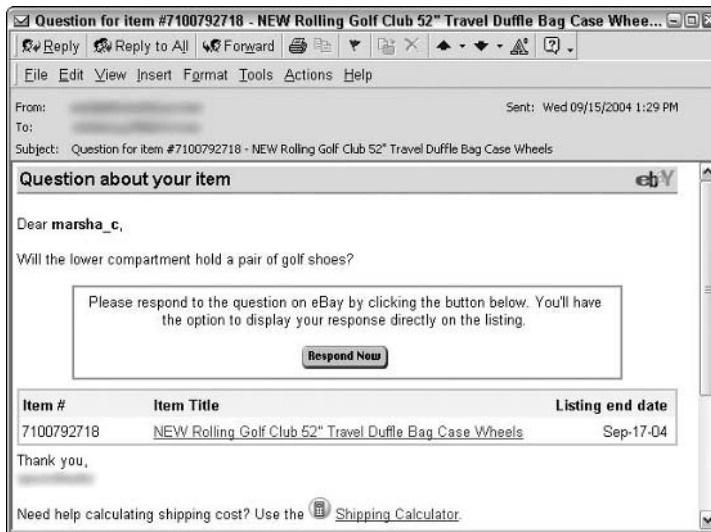 Question for item #7100792718 - NEW Rolling Golf Club 52" Travel Duffle Bag Case Whee...
Reply Reply to All Forward
File Edit View Insert Format Tools Actions Help
From: Sent: Wed 09/15/2004 1:29 PM
To:
Subject: Question for item #7100792718 - NEW Rolling Golf Club 52" Travel Duffle Bag Case Wheels
Question about your item ebY
Dear marsha_c,
Will the lower compartment hold a pair of golf shoes?
Please respond to the question on eBay by clicking the button below. You'll have
the option to display your response directly on the listing.
Respond Now
Item # Item Title Listing end date
7100792718 NEW Rolling Golf Club 52" Travel Duffle Bag Case Wheels Sep-17-04
Thank you,
Need help calculating shipping cost? Use the Shipping Calculator.